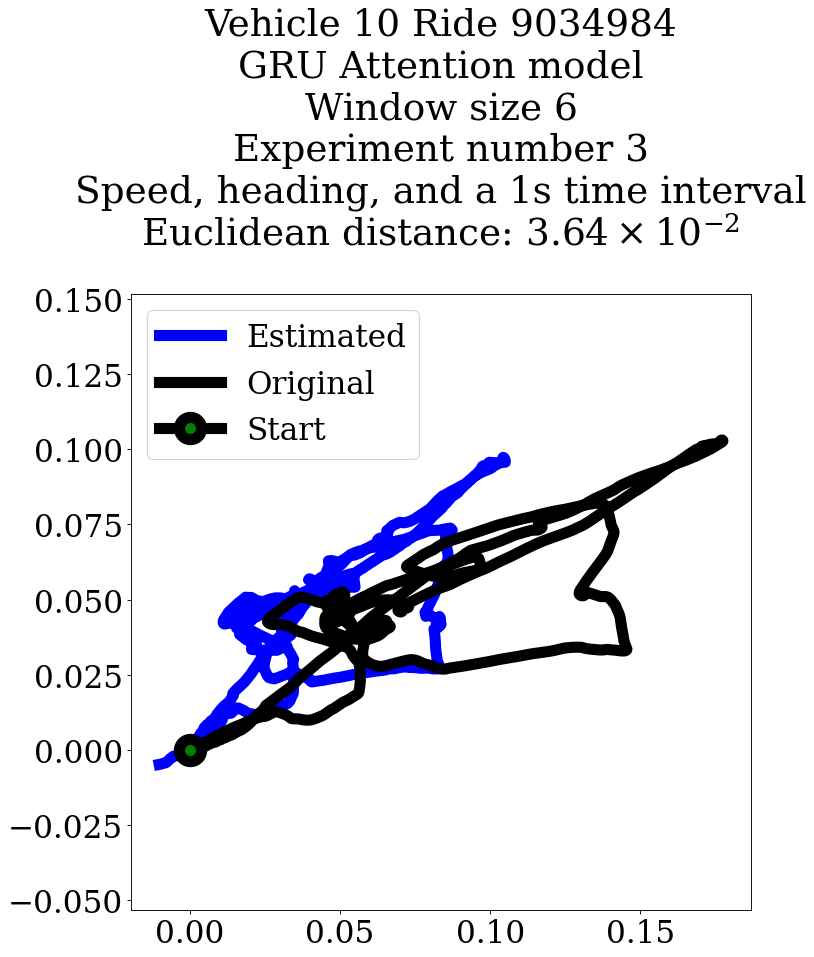 Vehicle 10 Ride 9034984
GRU Attention model
Window size 6
Experiment number 3
Speed, heading, and a 1s time interval
Euclidean distance: 3.64 × 10⁻²
0.150
0.125
0.100
0.075
0.050
0.025
0.000
−0.025
−0.050
Estimated
Original
Start
0.00 0.05 0.10 0.15